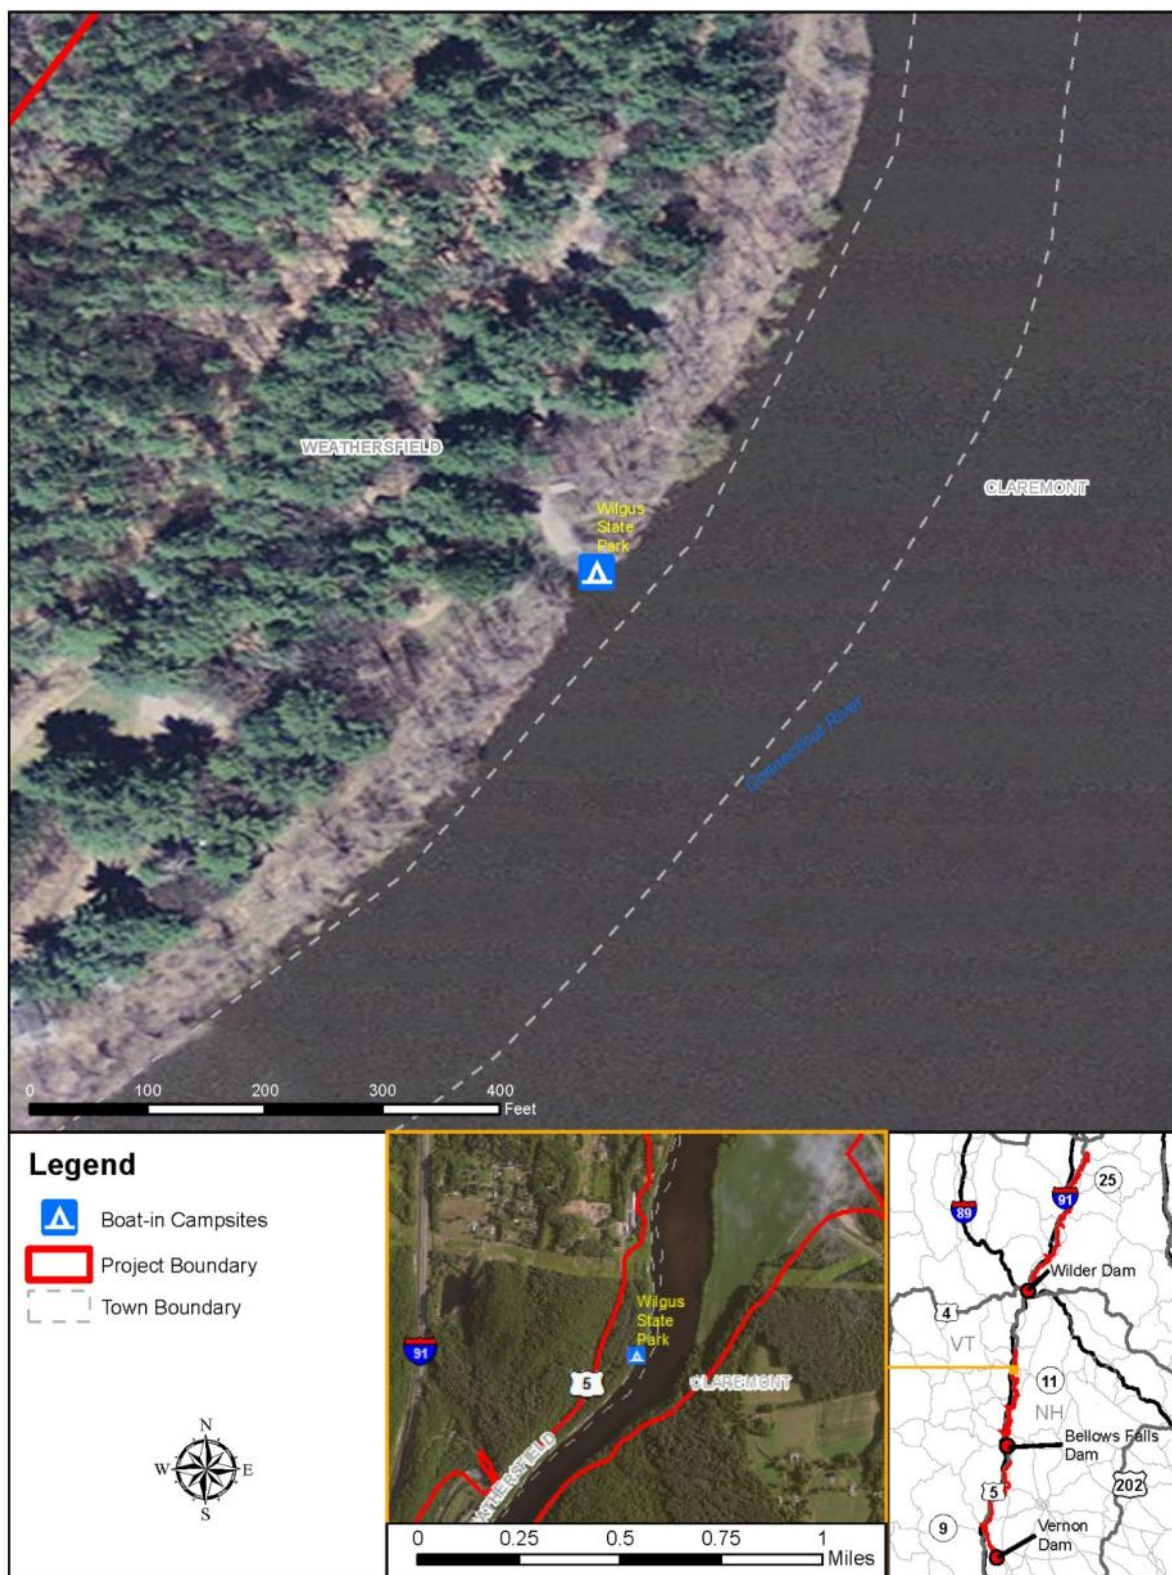 WEATHERSFIELD
CLAREMONT
Wilgus
State
Park
Connecticut River
0 100 200 300 400
Feet
Legend
Boat-in Campsites
Project Boundary
Town Boundary
N
W E
S
Wilgus
State
Park
91
5
CLAREMONT
0 0.25 0.5 0.75 1
Miles
25
91
89
Wilder Dam
4
VT
11
NH
Bellows Falls
Dam
202
5
9
Vernon
Dam